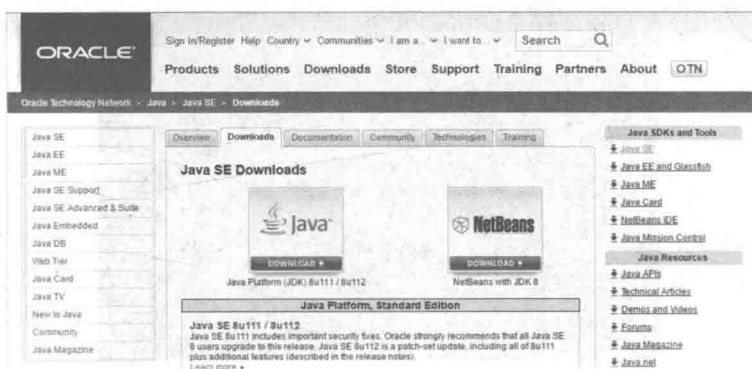 ORACLE
Sign In/Register Help Country Communities I am a... I want to... Search
Products Solutions Downloads Store Support Training Partners About OTN
Oracle Technology Network > Java > Java SE > Downloads
Java SE
Java EE
Java ME
Java SE Support
Java SE Advanced & Suite
Java Embedded
Java DB
Web Tier
Java Card
Java TV
New to Java
Community
Java Magazine
Overview Downloads Documentation Community Technologies Training
Java SE Downloads
Java
DOWNLOAD
Java Platform (JDK) 8u111 / 8u112
NetBeans
DOWNLOAD
NetBeans with JDK 8
Java Platform, Standard Edition
Java SE 8u111 / 8u112
Java SE 8u111 includes important security fixes. Oracle strongly recommends that all Java SE
8 users upgrade to this release. Java SE 8u112 is a patch-set update, including all of 8u111
plus additional features (described in the release notes).
Learn more
Java SDKs and Tools
Java SE
Java EE and Glassfish
Java ME
Java Card
NetBeans IDE
Java Mission Control
Java Resources
Java APIs
Technical Articles
Demos and Videos
Forums
Java Magazine
Java.net